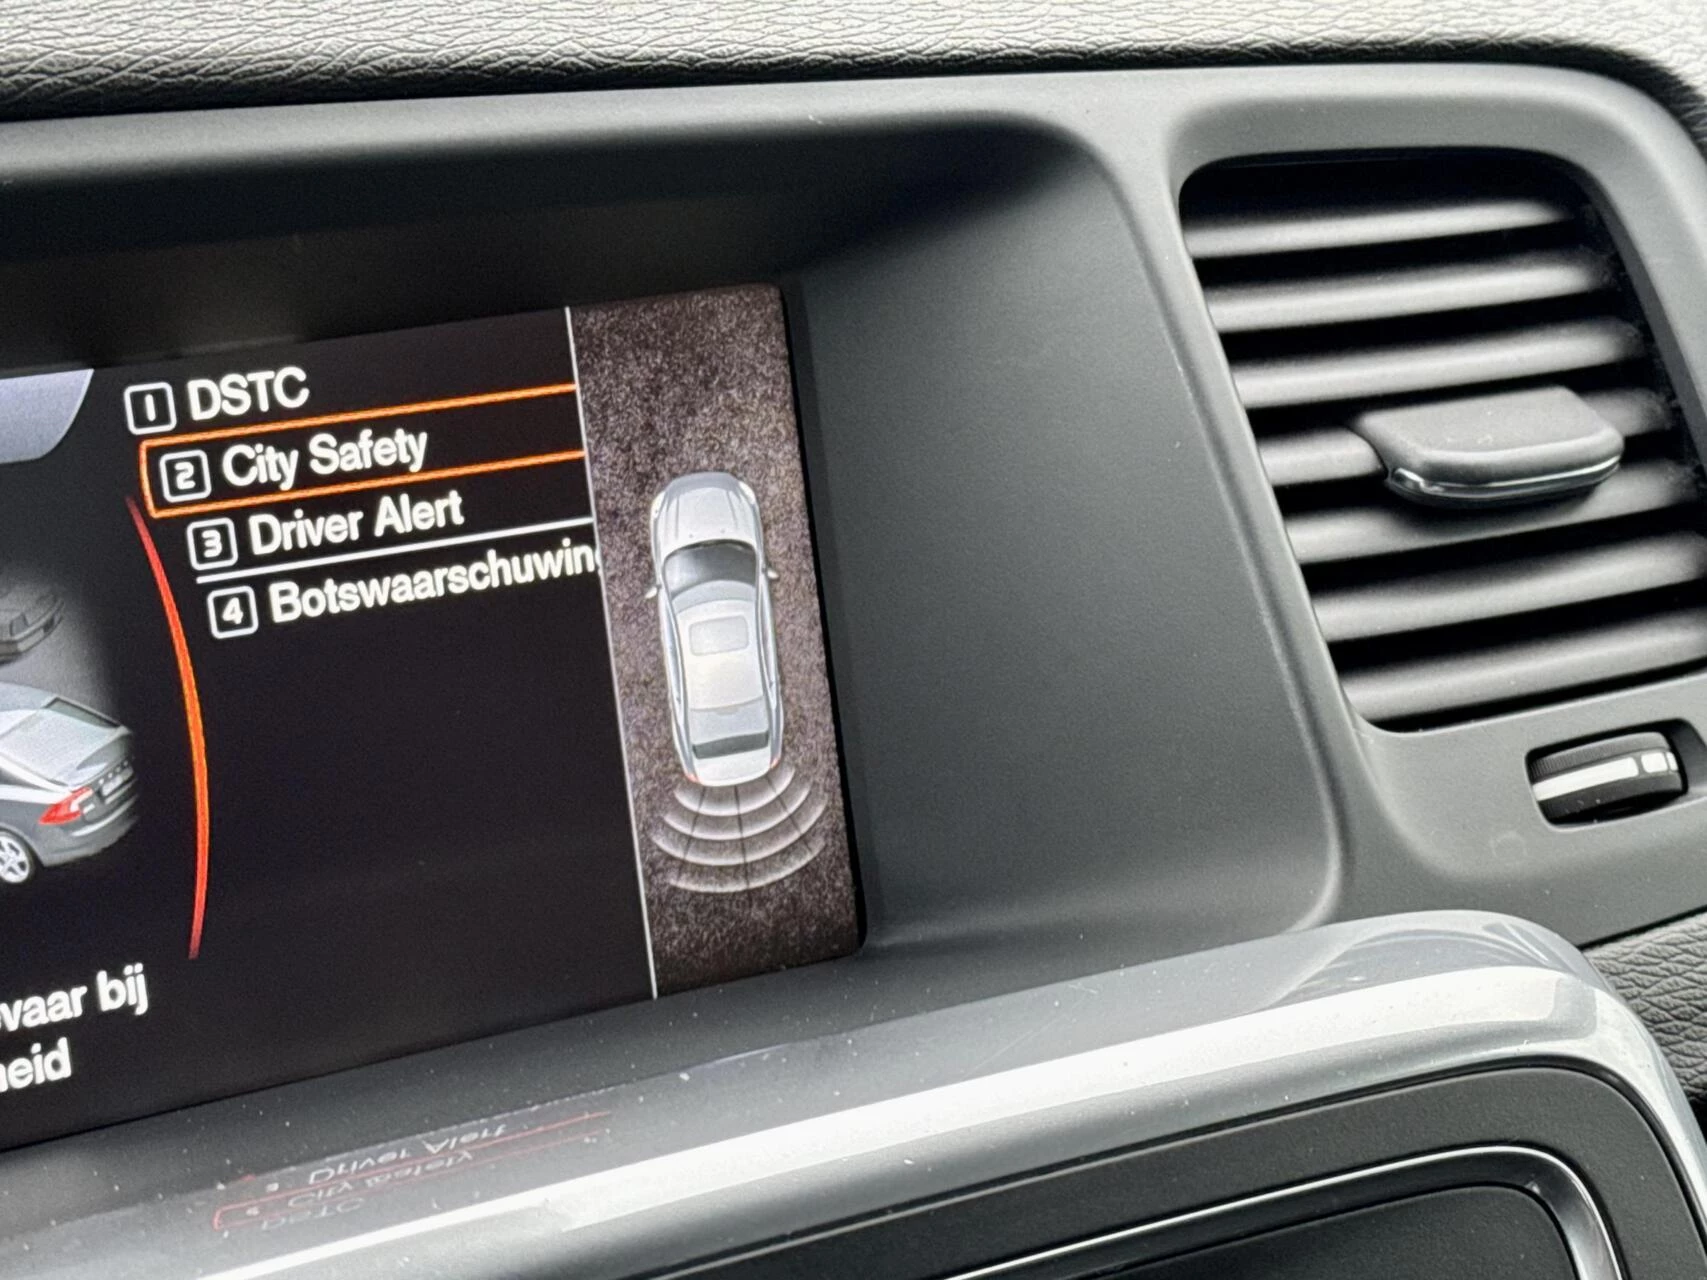 1 DSTC
2 City Safety
3 Driver Alert
4 Botswaarschuwin
vaar bij
heid